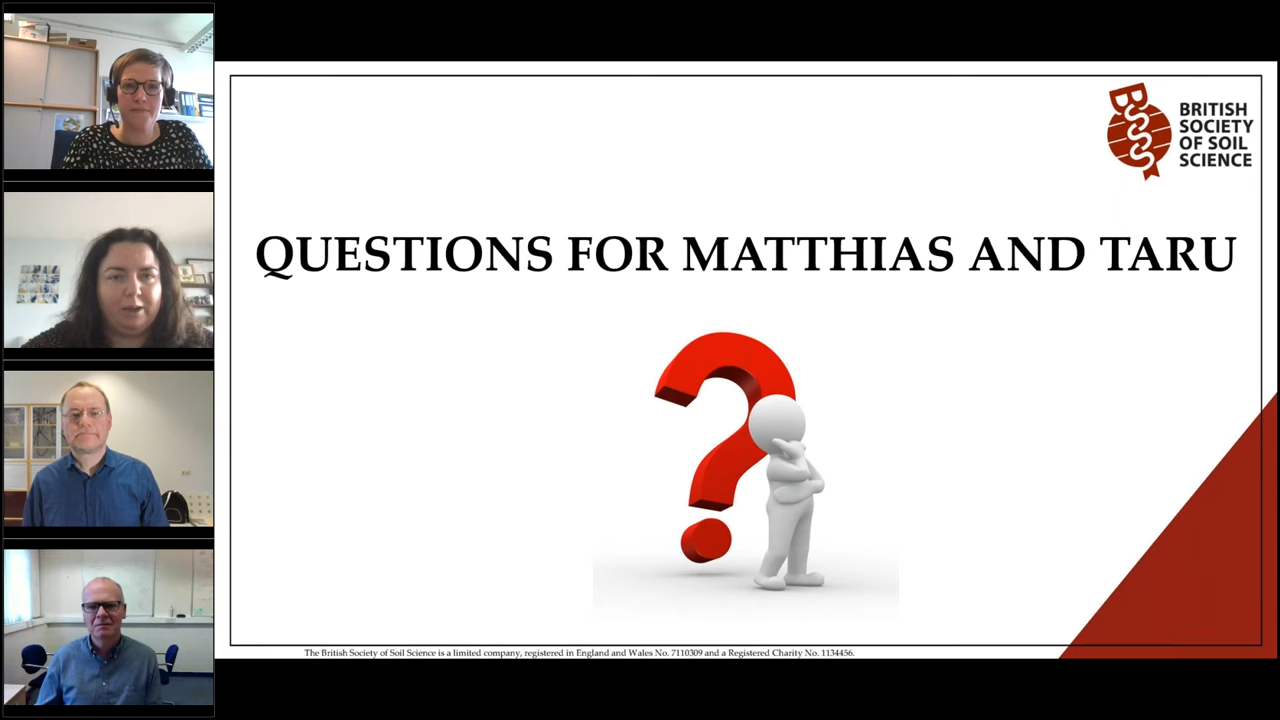 BSSS
BRITISH
SOCIETY
OF SOIL
SCIENCE
QUESTIONS FOR MATTHIAS AND TARU
?
The British Society of Soil Science is a limited company, registered in England and Wales No. 7110309 and a Registered Charity No. 1134456.